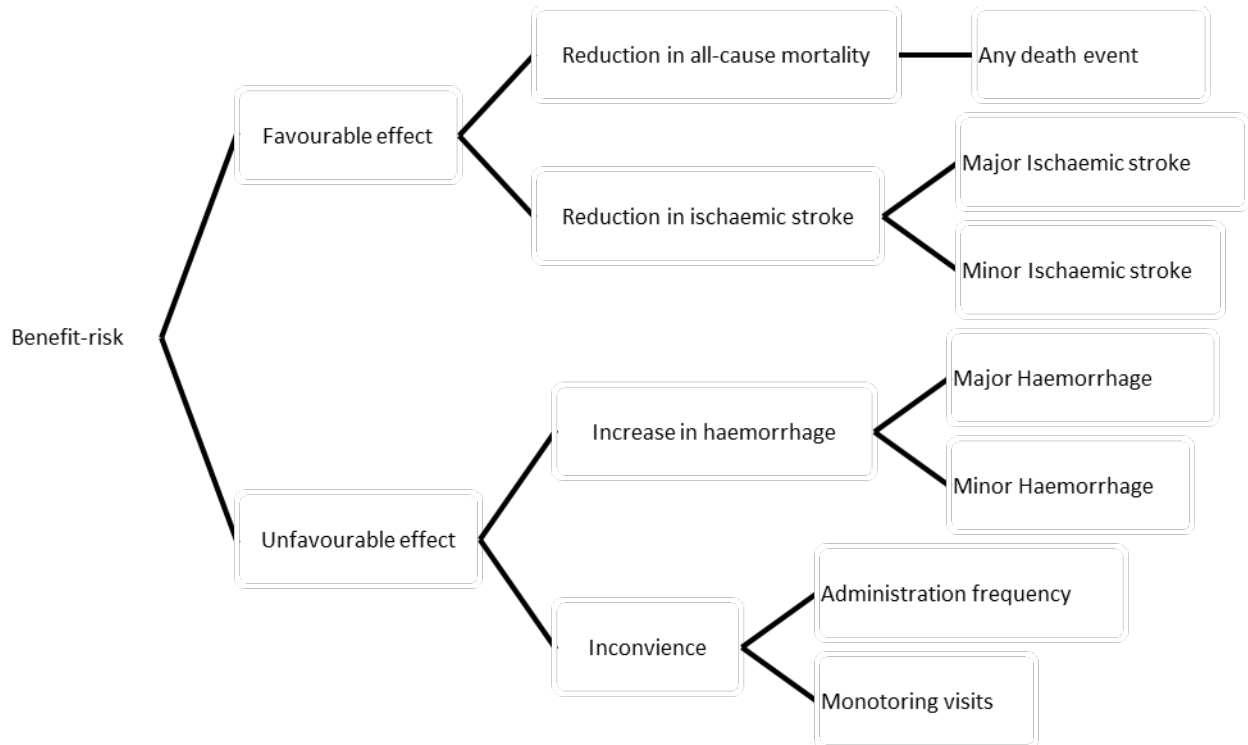 Reduction in all-cause mortality
Any death event
Favourable effect
Major Ischaemic stroke
Reduction in ischaemic stroke
Minor Ischaemic stroke
Benefit-risk
Major Haemorrhage
Increase in haemorrhage
Minor Haemorrhage
Unfavourable effect
Administration frequency
Inconvience
Monotoring visits